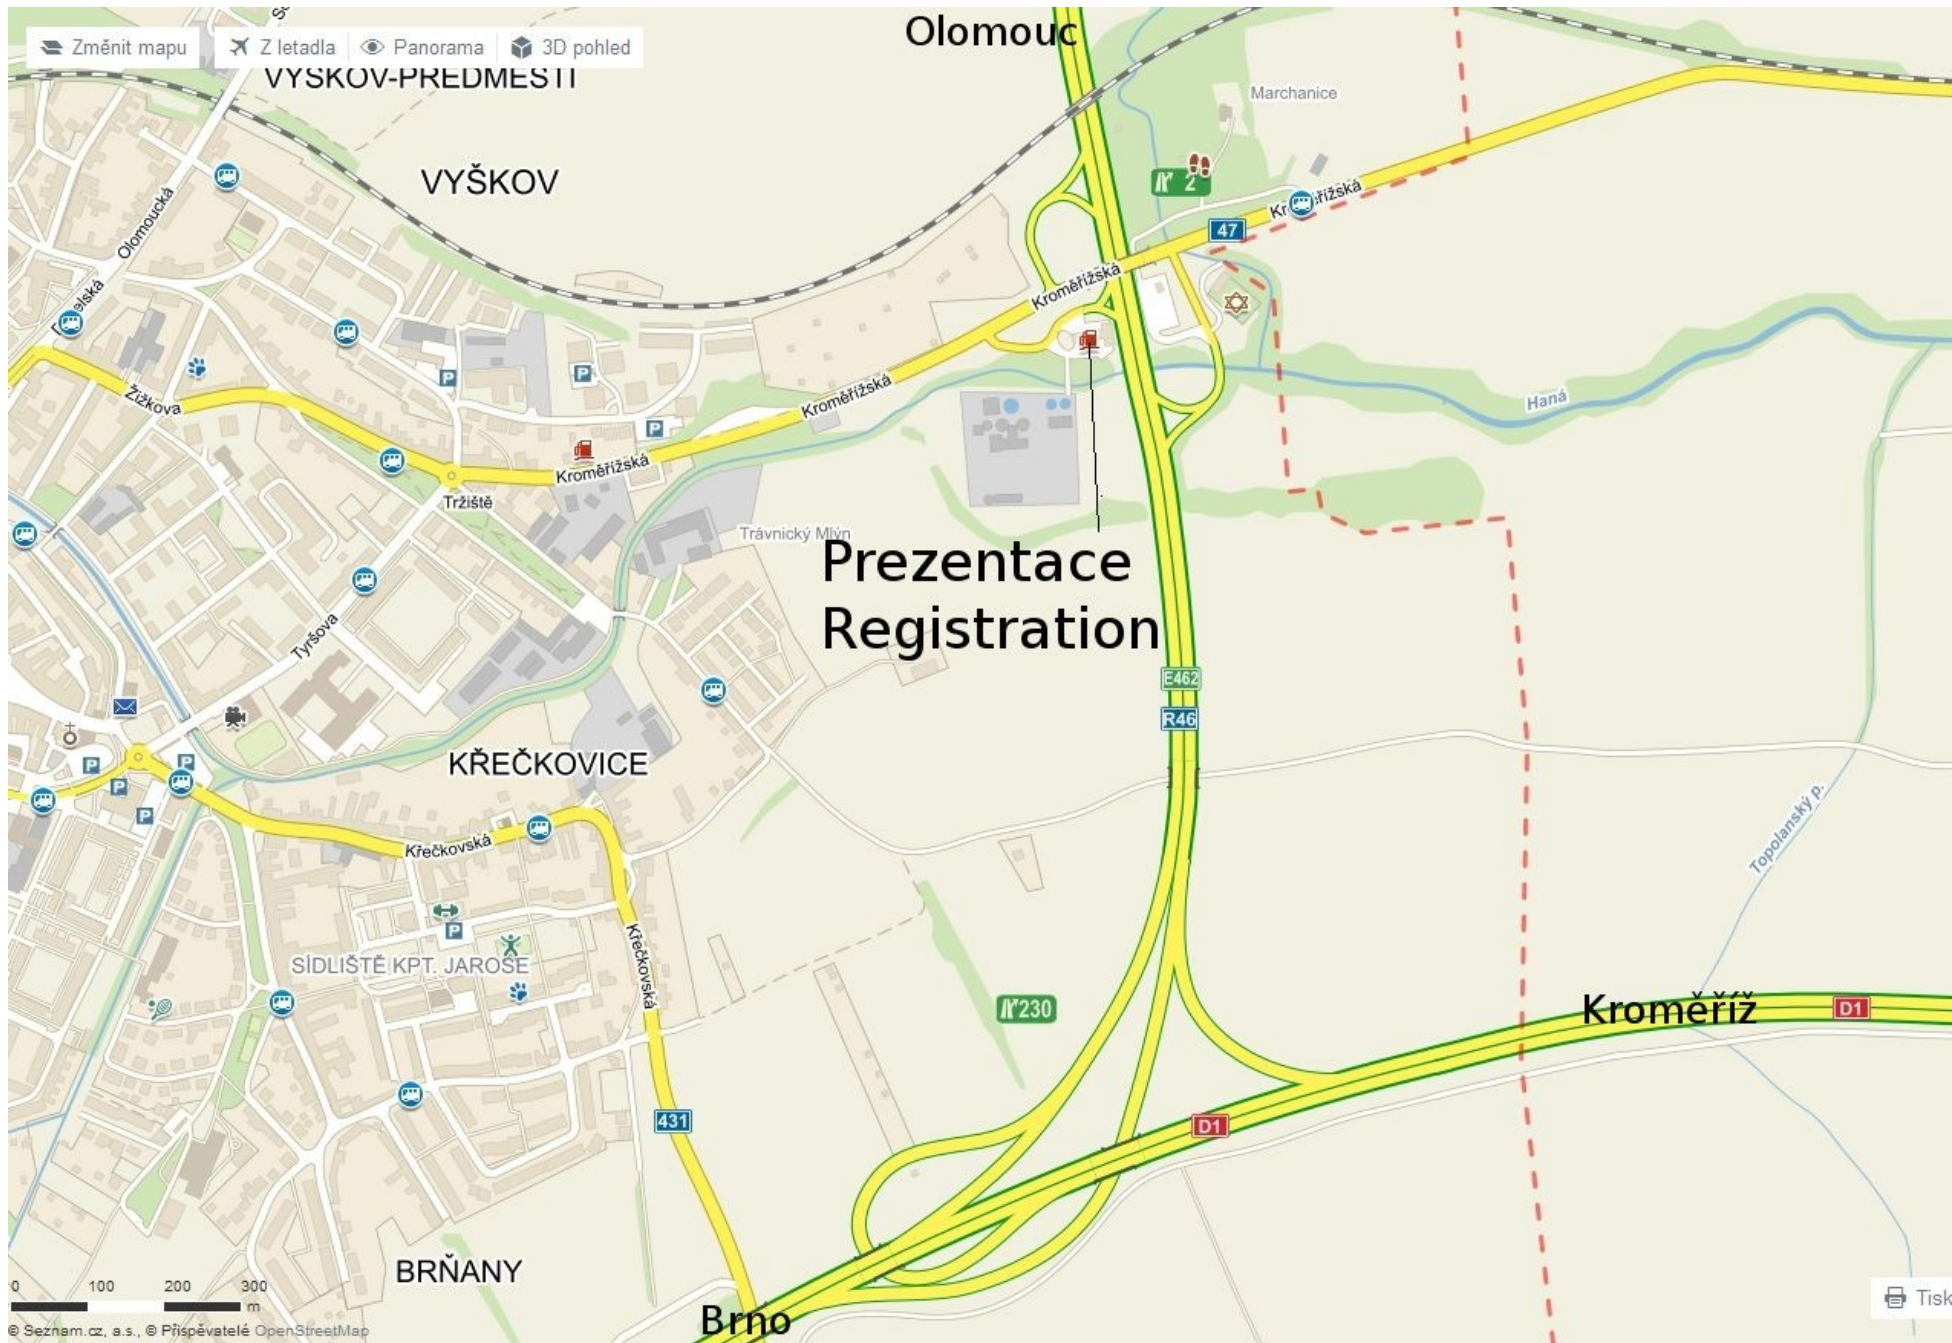 Olomouc
Změnit mapu
Z letadla
Panorama
3D pohled
VYŠKOV-PŘEDMĚSTÍ
Marchanice
VYŠKOV
2
Kroměřížská
47
Olomoucká
Kroměřížská
Žižkova
Kroměřížská
Haná
Kroměřížská
Tržiště
Trávnický Mlýn
Prezentace
Registration
Tyršova
E462
R46
KŘEČKOVICE
Topolanský p.
Křečkovská
Křečkovská
SÍDLIŠTĚ KPT. JAROŠE
230
Kroměříž
D1
431
D1
BRŇANY
0 100 200 300
m
Brno
Tisk
© Seznam.cz, a.s., © Přispěvatelé OpenStreetMap